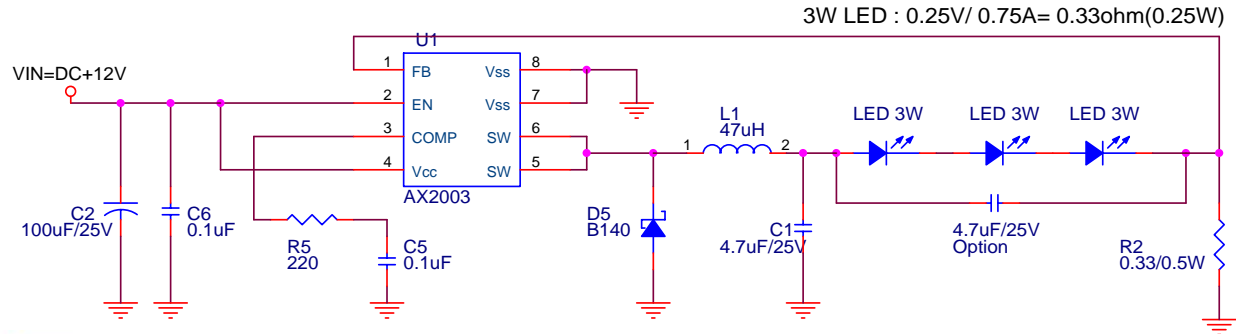 3W LED : 0.25V/ 0.75A= 0.33ohm(0.25W)
U1
VIN=DC+12V
1
FB
Vss
8
2
EN
Vss
7
3
COMP
SW
6
4
Vcc
SW
5
AX2003
L1
47uH
1
2
LED 3W
LED 3W
LED 3W
C2
100uF/25V
C6
0.1uF
R5
220
C5
0.1uF
D5
B140
C1
4.7uF/25V
4.7uF/25V
Option
R2
0.33/0.5W